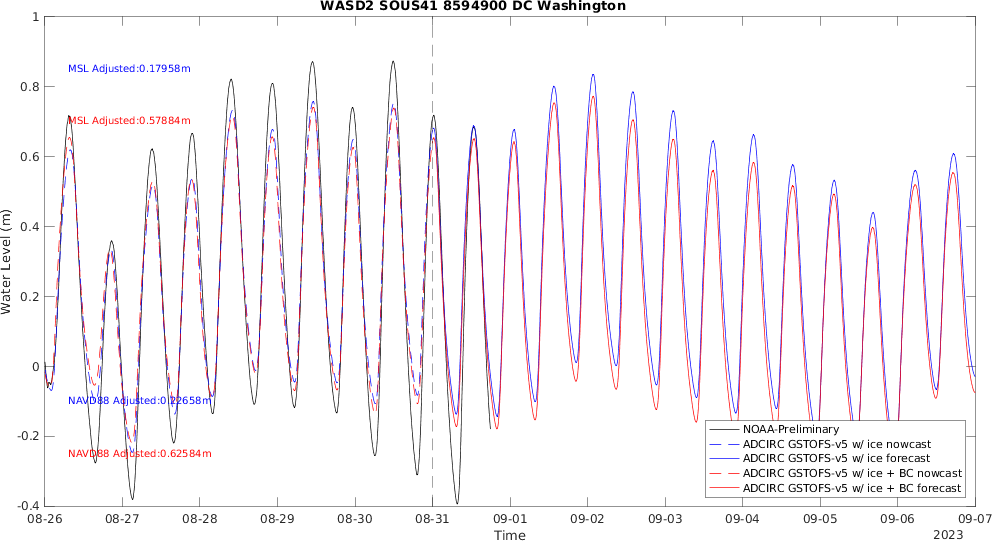 WASD2 SOUS41 8594900 DC Washington
1
0.8
0.6
0.4
0.2
0
-0.2
-0.4
Water Level (m)
MSL Adjusted:0.17958m
MSL Adjusted:0.57884m
NAVD88 Adjusted:0.22658m
NAVD88 Adjusted:0.62584m
NOAA-Preliminary
ADCIRC GSTOFS-v5 w/ ice nowcast
ADCIRC GSTOFS-v5 w/ ice forecast
ADCIRC GSTOFS-v5 w/ ice + BC nowcast
ADCIRC GSTOFS-v5 w/ ice + BC forecast
08-26 08-27 08-28 08-29 08-30 08-31 09-01 09-02 09-03 09-04 09-05 09-06 09-07
Time
2023